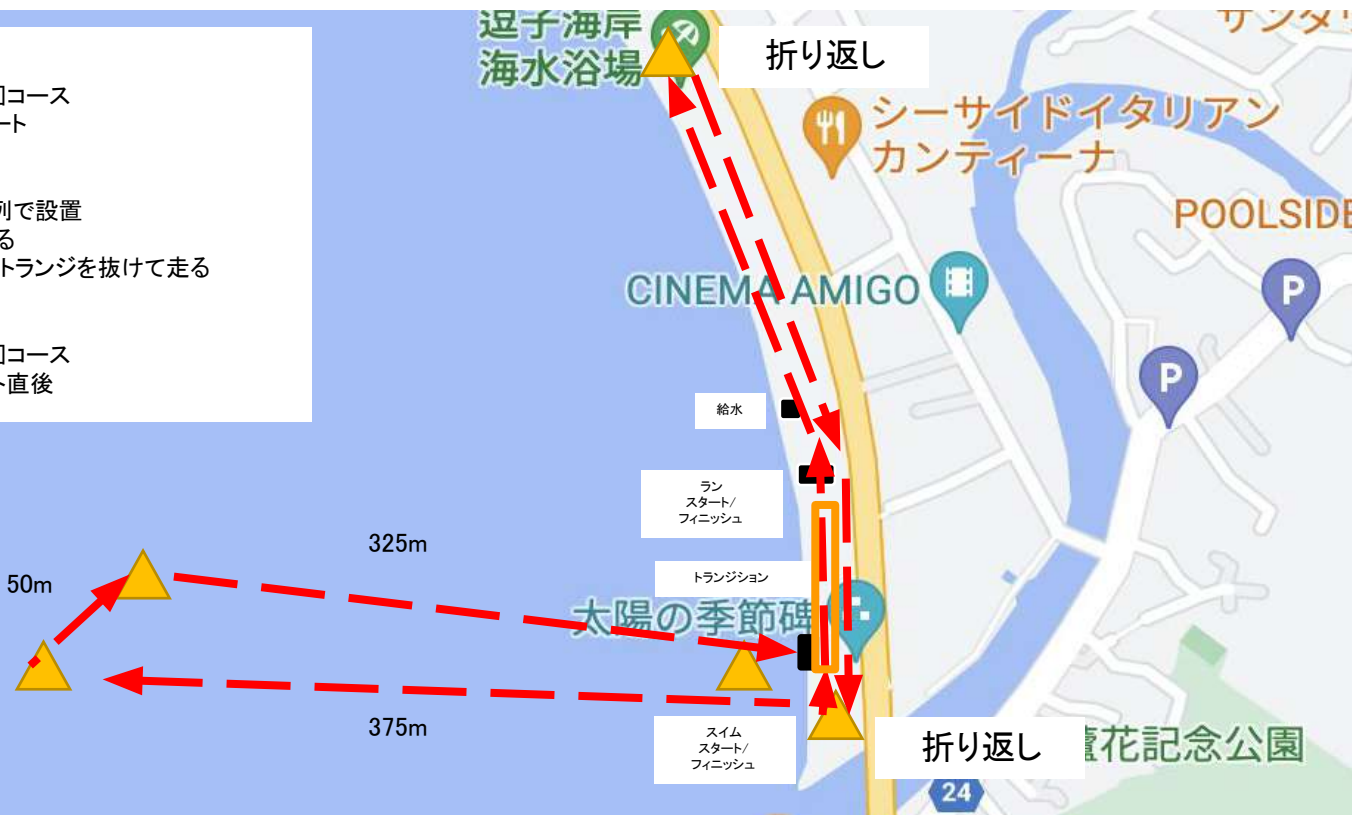 回コース
ート
列で設置
る
トランジを抜けて走る
回コース
ト直後
逗子海岸
海水浴場
折り返し
サンタ
シーサイドイタリアン
カンティーナ
POOLSIDE
CINEMA AMIGO
P
P
給水
ラン
スタート/
フィニッシュ
トランジション
太陽の季節碑
325m
50m
375m
スイム
スタート/
フィニッシュ
折り返し
蘆花記念公園
24